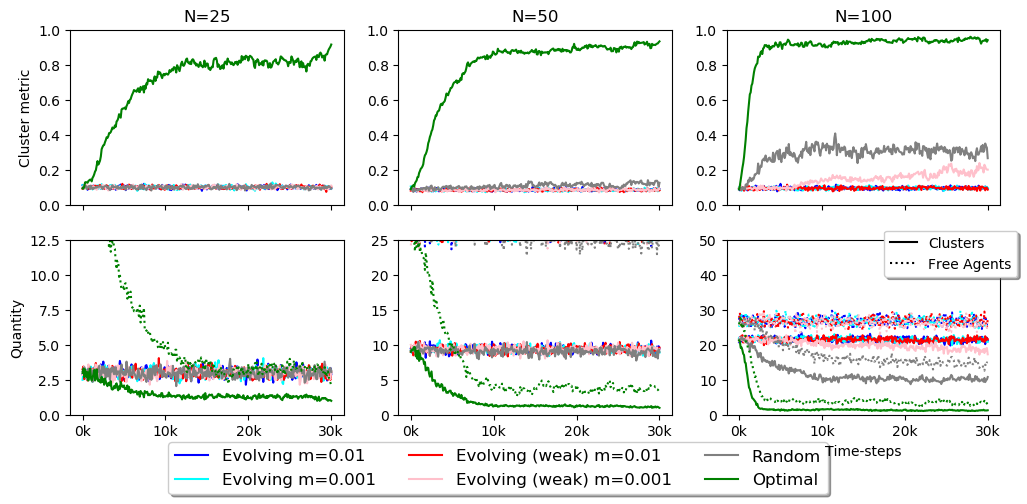 N=25 N=50 N=100
Cluster metric
1.0 1.0 1.0
0.8 0.8 0.8
0.6 0.6 0.6
0.4 0.4 0.4
0.2 0.2 0.2
0.0 0.0 0.0
Quantity
12.5 25 50
10.0 20 40
7.5 15 30
5.0 10 20
2.5 5 10
0.0 0 0
Clusters
Free Agents
0k 10k 20k 30k 0k 10k 20k 30k 0k 10k 20k 30k
Time-steps
Evolving m=0.01 Evolving (weak) m=0.01 Random
Evolving m=0.001 Evolving (weak) m=0.001 Optimal